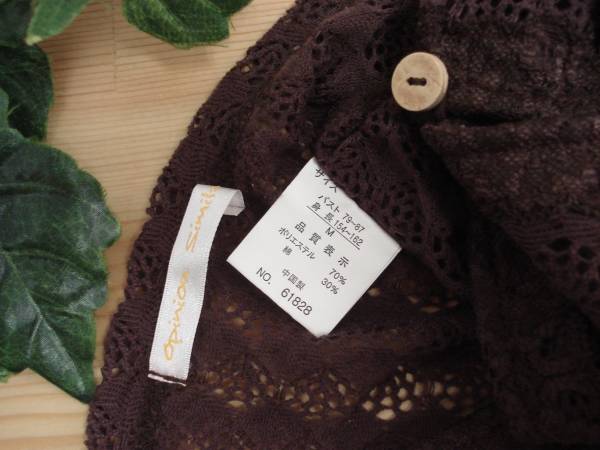 サイズ
バスト 79~87
身 長 154~162
M
品 質 表 示
ポリエステル 70%
綿 30%
中国製
NO. 61828
Opinion Simila